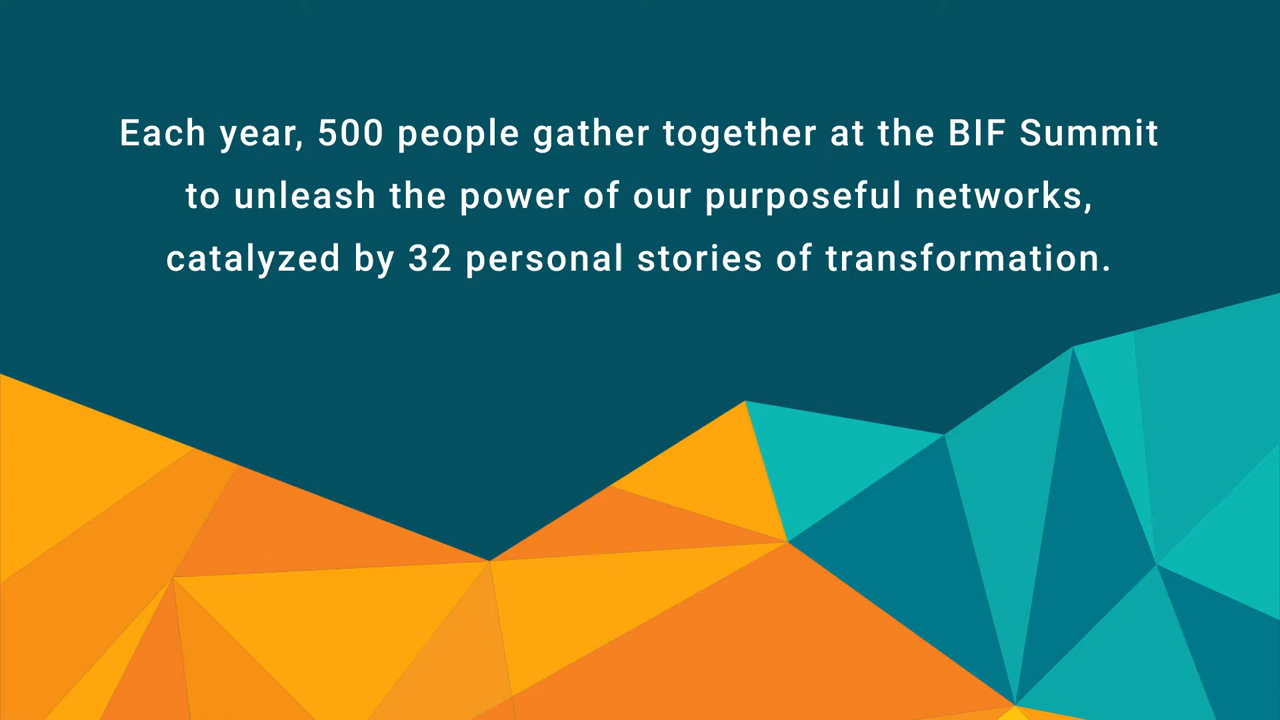 Each year, 500 people gather together at the BIF Summit
to unleash the power of our purposeful networks,
catalyzed by 32 personal stories of transformation.